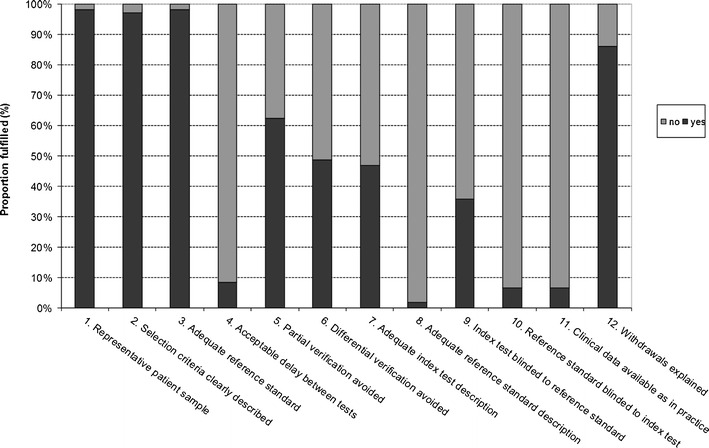 100%
90%
80%
70%
60%
50%
40%
30%
20%
10%
0%
Proportion fulfilled (%)
no yes
1. Representative patient sample
2. Selection criteria clearly described
3. Adequate reference standard
4. Acceptable delay between tests
5. Partial verification avoided
6. Differential verification avoided
7. Adequate index test description
8. Adequate reference standard description
9. Index test blinded to reference standard
10. Reference standard blinded to index test
11. Clinical data available as in practice
12. Withdrawals explained